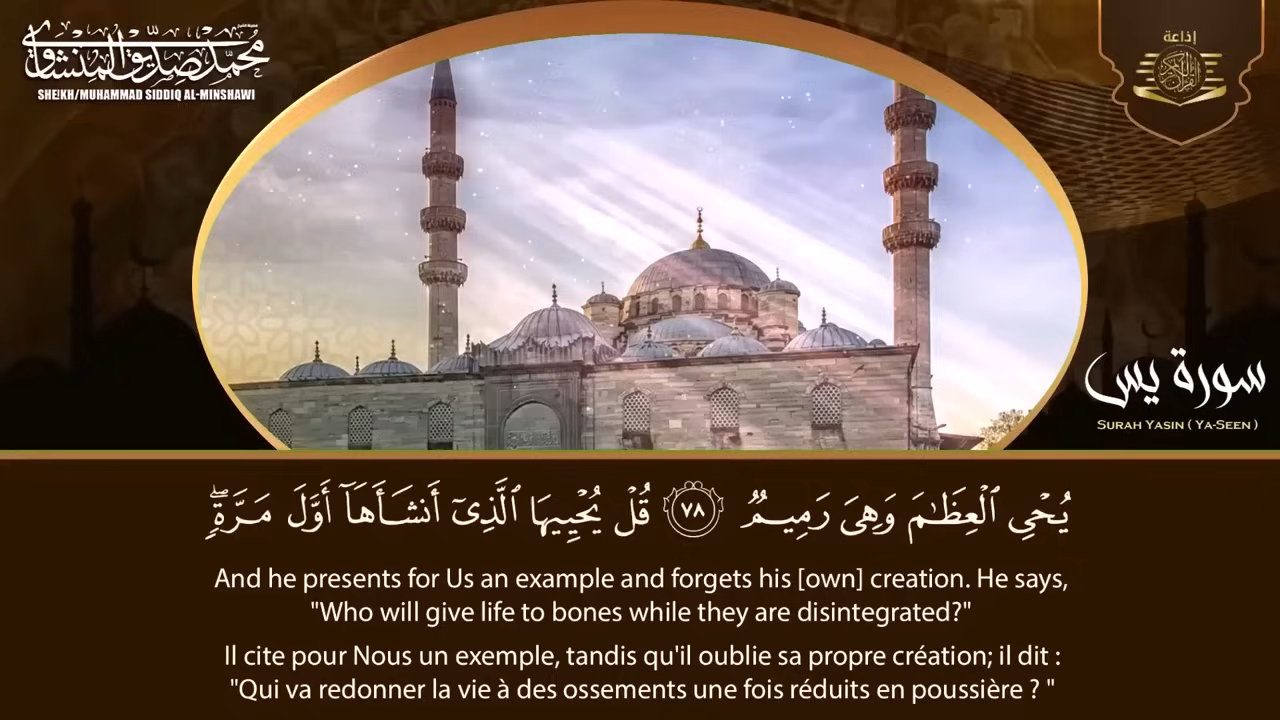 محمد صديق المنشاوي
SHEIKH/MUHAMMAD SIDDIQ AL-MINSHAWI
إذاعة
القرآن الكريم
سورة يس
SURAH YASIN ( YA-SEEN )
يُحْىِ ٱلْعِظَـٰمَ وَهِىَ رَمِيمٌ ٧٨ قُلْ يُحْيِيهَا ٱلَّذِىٓ أَنشَأَهَآ أَوَّلَ مَرَّةٍۢ ۖ
And he presents for Us an example and forgets his [own] creation. He says,
"Who will give life to bones while they are disintegrated?"
Il cite pour Nous un exemple, tandis qu'il oublie sa propre création; il dit :
"Qui va redonner la vie à des ossements une fois réduits en poussière ? "